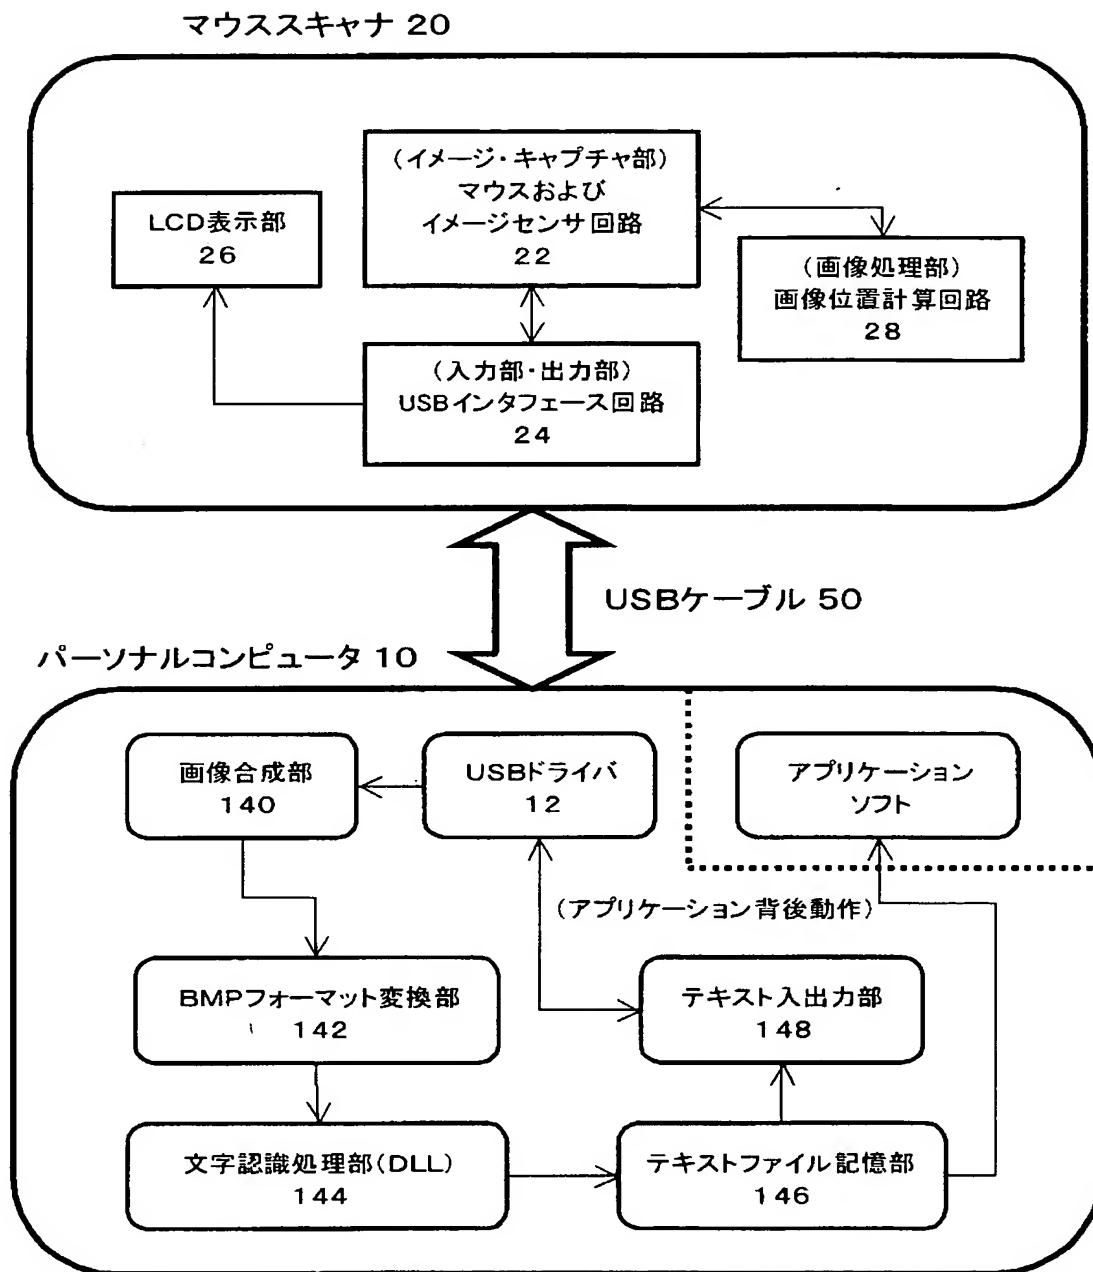 マウススキャナ 20
(イメージ・キャプチャ部)
マウスおよび
イメージセンサ回路
22
LCD表示部
26
(画像処理部)
画像位置計算回路
28
(入力部・出力部)
USBインタフェース回路
24
USBケーブル 50
パーソナルコンピュータ 10
画像合成部
140
USBドライバ
12
アプリケーション
ソフト
(アプリケーション背後動作)
BMPフォーマット変換部
142
テキスト入出力部
148
文字認識処理部(DLL)
144
テキストファイル記憶部
146